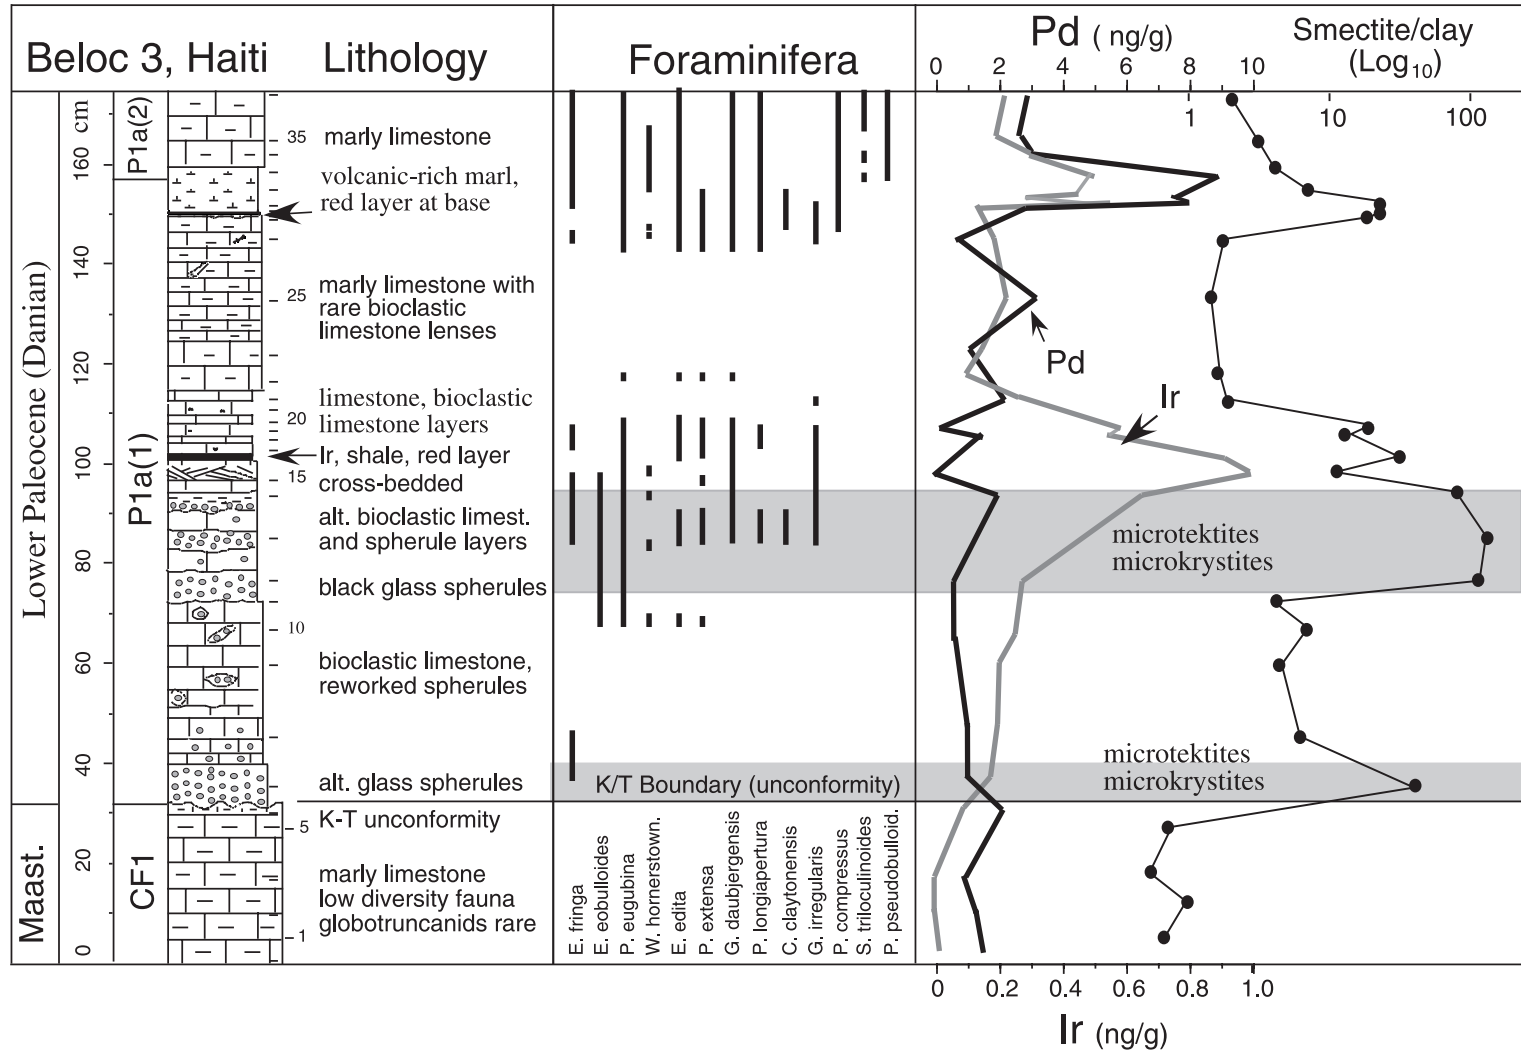 Beloc 3, Haiti
Lithology
Foraminifera
Pd ( ng/g)
0 2 4 6 8 10
Smectite/clay
(Log10)
1 10 100
Lower Paleocene (Danian)
Maast.
cm
160
140
120
100
80
60
40
20
0
P1a(2)
P1a(1)
CF1
35
25
20
15
10
5
1
marly limestone
volcanic-rich marl,
red layer at base
marly limestone with
rare bioclastic
limestone lenses
limestone, bioclastic
limestone layers
Ir, shale, red layer
cross-bedded
alt. bioclastic limest.
and spherule layers
black glass spherules
bioclastic limestone,
reworked spherules
alt. glass spherules
K-T unconformity
marly limestone
low diversity fauna
globotruncanids rare
K/T Boundary (unconformity)
E. fringa
E. eobulloides
P. eugubina
W. hornerstown.
E. edita
P. extensa
G. daubjergensis
P. longiapertura
C. claytonensis
G. irregularis
P. compressus
S. triloculinoides
P. pseudobulloid.
Pd
Ir
microtektites
microkrystites
microtektites
microkrystites
0 0.2 0.4 0.6 0.8 1.0
Ir (ng/g)